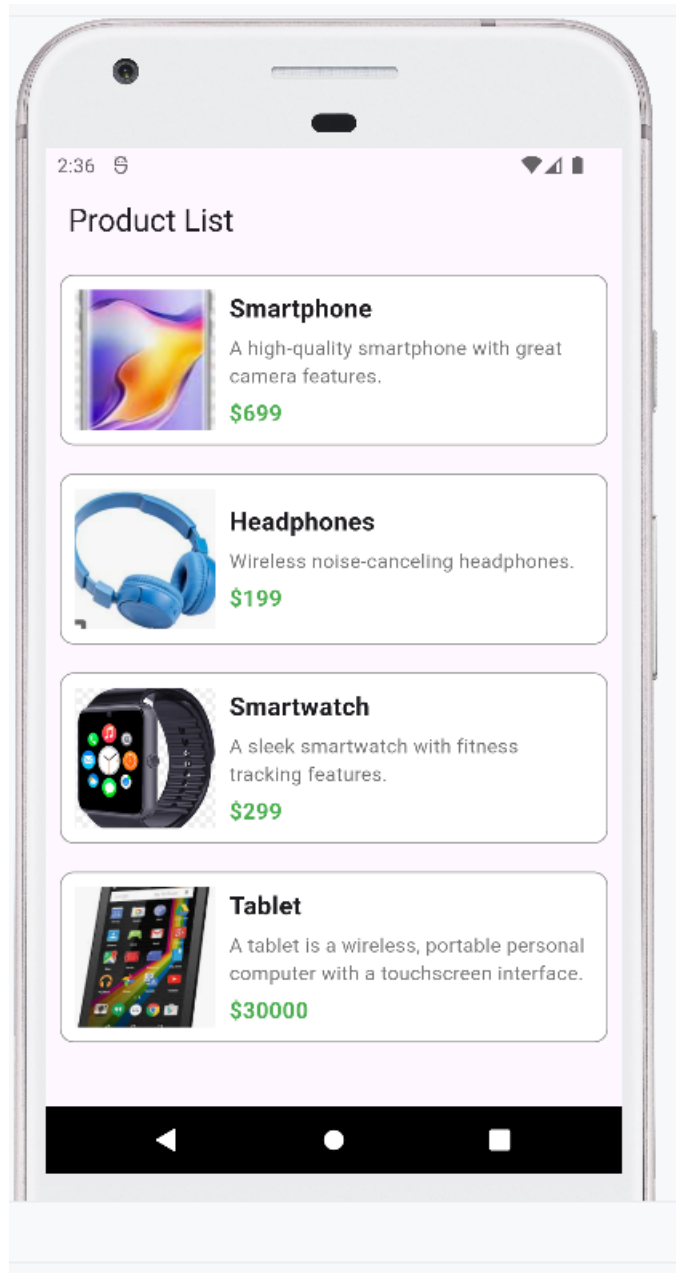 2:36
Product List
Smartphone
A high-quality smartphone with great
camera features.
$699
Headphones
Wireless noise-canceling headphones.
$199
Smartwatch
A sleek smartwatch with fitness
tracking features.
$299
Tablet
A tablet is a wireless, portable personal
computer with a touchscreen interface.
$30000